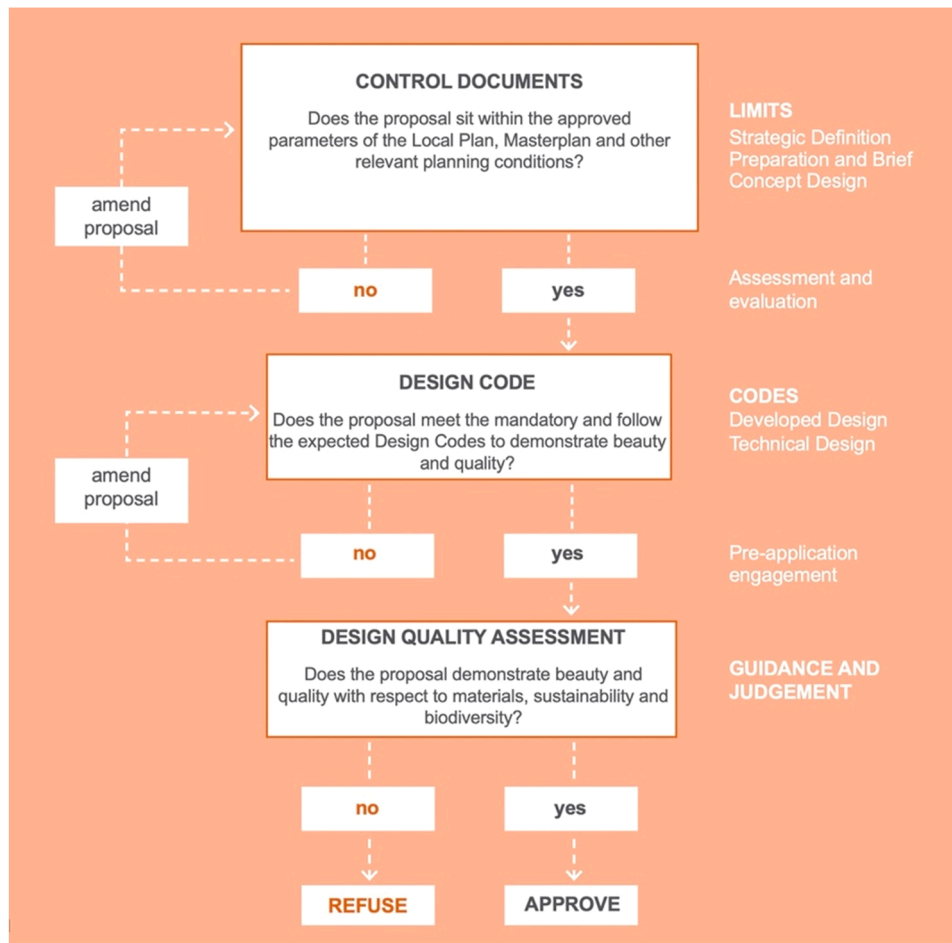 CONTROL DOCUMENTS
Does the proposal sit within the approved
parameters of the Local Plan, Masterplan and other
relevant planning conditions?
LIMITS
Strategic Definition
Preparation and Brief
Concept Design
amend
proposal
no
yes
Assessment and
evaluation
DESIGN CODE
Does the proposal meet the mandatory and follow
the expected Design Codes to demonstrate beauty
and quality?
CODES
Developed Design
Technical Design
amend
proposal
no
yes
Pre-application
engagement
DESIGN QUALITY ASSESSMENT
Does the proposal demonstrate beauty and
quality with respect to materials, sustainability and
biodiversity?
GUIDANCE AND
JUDGEMENT
no
yes
REFUSE
APPROVE